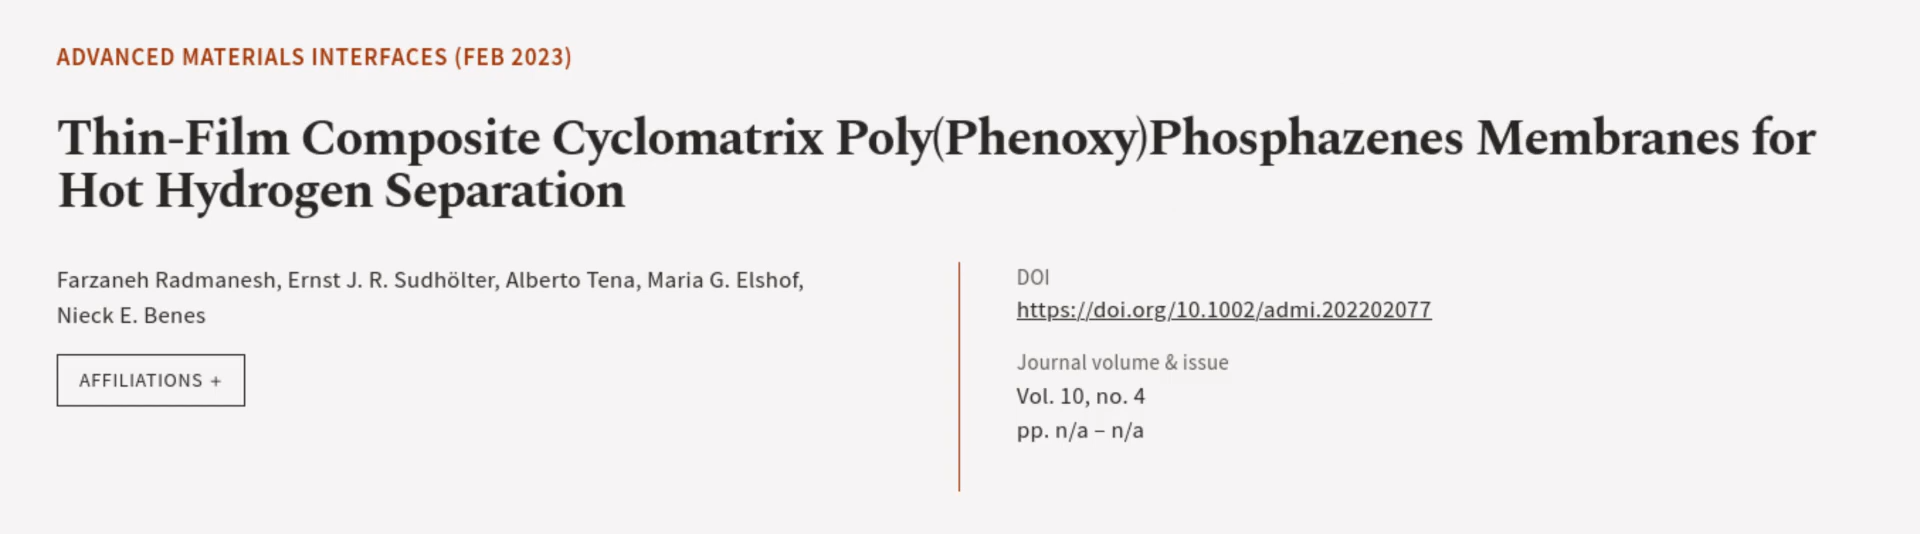 ADVANCED MATERIALS INTERFACES (FEB 2023)
Thin-Film Composite Cyclomatrix Poly(Phenoxy)Phosphazenes Membranes for
Hot Hydrogen Separation
Farzaneh Radmanesh, Ernst J. R. Sudhölter, Alberto Tena, Maria G. Elshof,
Nieck E. Benes
AFFILIATIONS +
DOI
https://doi.org/10.1002/admi.202202077
Journal volume & issue
Vol. 10, no. 4
pp. n/a – n/a